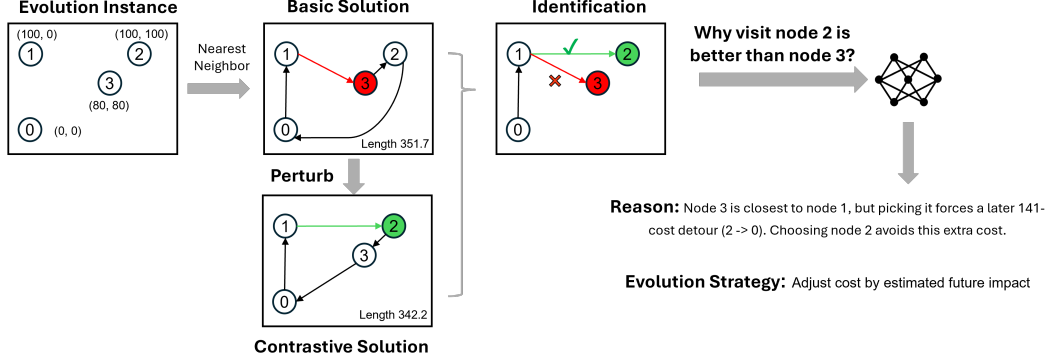 Evolution Instance
(100, 0)
(100, 100)
1
2
3
(80, 80)
0
(0, 0)
Nearest
Neighbor
Basic Solution
1
2
3
0
Length 351.7
Perturb
1
2
3
0
Length 342.2
Contrastive Solution
Identification
1
2
3
0
Why visit node 2 is
better than node 3?
Reason: Node 3 is closest to node 1, but picking it forces a later 141-
cost detour (2 -> 0). Choosing node 2 avoids this extra cost.
Evolution Strategy: Adjust cost by estimated future impact